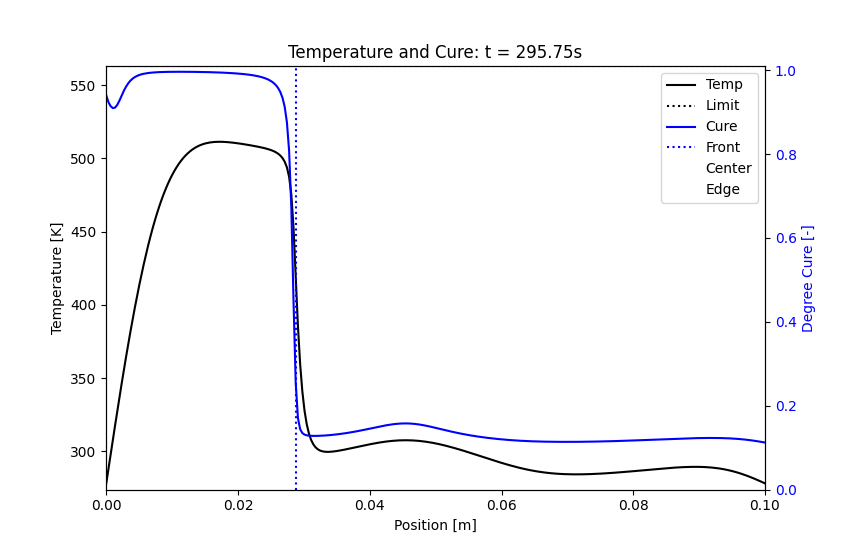 Temperature and Cure: t = 295.75s
Temperature [K]
550
500
450
400
350
300
Temp
Limit
Cure
Front
Center
Edge
1.0
0.8
0.6
0.4
0.2
0.0
Degree Cure [-]
0.00
0.02
0.04
0.06
0.08
0.10
Position [m]